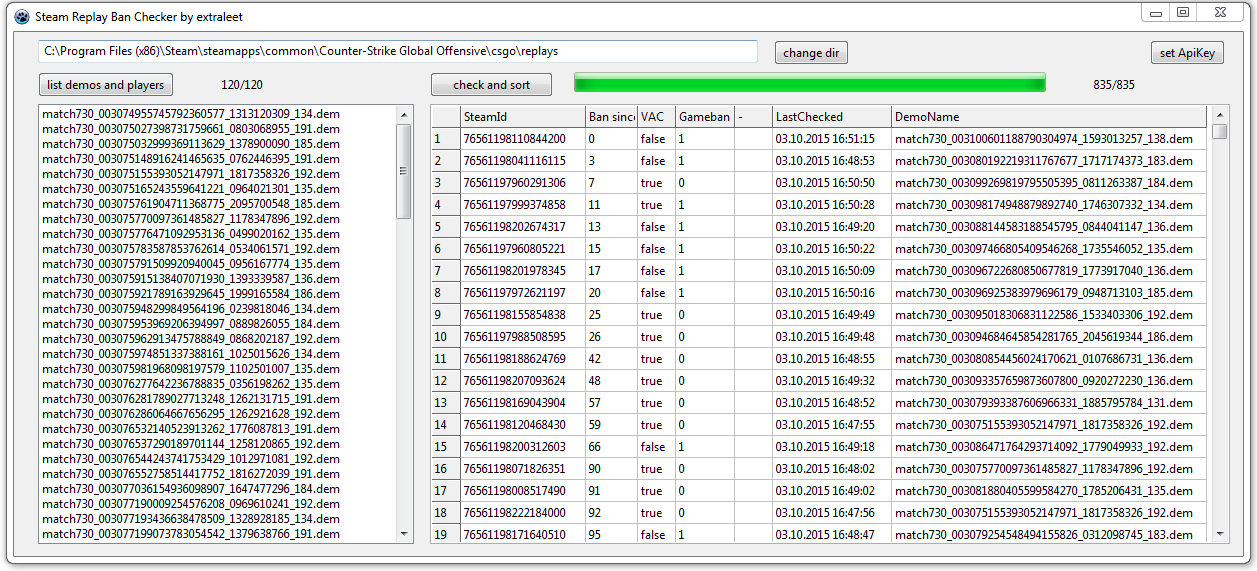 Steam Replay Ban Checker by extraleet
C:\Program Files (x86)\Steam\steamapps\common\Counter-Strike Global Offensive\csgo\replays
change dir
set ApiKey
list demos and players
120/120
check and sort
835/835
match730_003074955745792360577_1313120309_134.dem
match730_003075027398731759661_0803068955_191.dem
match730_003075032999369113629_1378900090_185.dem
match730_003075148916241465635_0762446395_191.dem
match730_003075155393052147971_1817358326_192.dem
match730_003075165243559641221_0964021301_135.dem
match730_003075761904711368775_2095700548_185.dem
match730_003075770097361485827_1178347896_192.dem
match730_003075776471092953136_0499020162_135.dem
match730_003075783587853762614_0534061571_192.dem
match730_003075791509920940045_0956167774_135.dem
match730_003075915138407071930_1393339587_136.dem
match730_003075921789163929645_1999165584_186.dem
match730_003075948299849564196_0239818046_134.dem
match730_003075953969206394997_0889826055_184.dem
match730_003075962913475788849_0868202187_192.dem
match730_003075974851337388161_1025015626_134.dem
match730_003075981968098197579_1102501007_135.dem
match730_003076277642236788835_0356198262_135.dem
match730_003076281789027713248_1262131715_191.dem
match730_003076286064667656295_1262921628_192.dem
match730_003076532140523913262_1776087813_191.dem
match730_003076537290189701144_1258120865_192.dem
match730_003076544243741753429_1012971081_192.dem
match730_003076552758514417752_1816272039_191.dem
match730_003077036154936098907_1647477296_184.dem
match730_003077190009254576208_0969610241_192.dem
match730_003077193436638478509_1328928185_134.dem
match730_003077199073783054542_1379638766_191.dem
SteamId Ban since VAC Gameban - LastChecked DemoName
1 76561198110844200 0 false 1 03.10.2015 16:51:15 match730_003100601188790304974_1593013257_138.dem
2 76561198041116115 3 false 1 03.10.2015 16:48:53 match730_003080192219311767677_1717174373_183.dem
3 76561197960291306 7 true 0 03.10.2015 16:50:50 match730_003099269819795505395_0811263387_184.dem
4 76561197999374858 11 true 1 03.10.2015 16:50:28 match730_003098174948879892740_1746307332_134.dem
5 76561198202674317 13 false 1 03.10.2015 16:49:20 match730_003088144583188545795_0844041147_136.dem
6 76561197960805221 15 false 1 03.10.2015 16:50:22 match730_003097466805409546268_1735546052_135.dem
7 76561198201978345 17 false 1 03.10.2015 16:50:09 match730_003096722680850677819_1773917040_136.dem
8 76561197972621197 20 false 1 03.10.2015 16:50:16 match730_003096925383979696179_0948713103_185.dem
9 76561198155854838 25 true 0 03.10.2015 16:49:49 match730_003095018306831122586_1533403306_192.dem
10 76561197988508595 26 true 0 03.10.2015 16:49:48 match730_003094684645854281765_2045619344_186.dem
11 76561198188624769 42 true 0 03.10.2015 16:48:55 match730_003080854456024170621_0107686731_136.dem
12 76561198207093624 48 true 0 03.10.2015 16:49:32 match730_003093357659873607800_0920272230_136.dem
13 76561198169043904 57 true 0 03.10.2015 16:48:52 match730_003079393387606966331_1885795784_131.dem
14 76561198120468430 59 true 0 03.10.2015 16:47:55 match730_003075155393052147971_1817358326_192.dem
15 76561198200312603 66 false 1 03.10.2015 16:49:18 match730_003086471764293714092_1779049933_192.dem
16 76561198071826351 90 true 0 03.10.2015 16:48:02 match730_003075770097361485827_1178347896_192.dem
17 76561198008517490 91 true 0 03.10.2015 16:49:02 match730_003081880405599584270_1785206431_135.dem
18 76561198222184000 92 true 0 03.10.2015 16:47:56 match730_003075155393052147971_1817358326_192.dem
19 76561198171640510 95 false 1 03.10.2015 16:48:47 match730_003079254548494155826_0312098745_183.dem